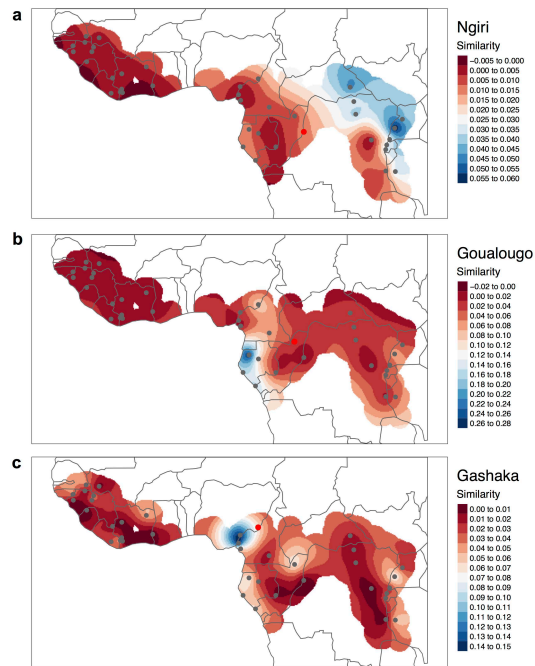 a
Ngiri
Similarity
−0.005 to 0.000
0.000 to 0.005
0.005 to 0.010
0.010 to 0.015
0.015 to 0.020
0.020 to 0.025
0.025 to 0.030
0.030 to 0.035
0.035 to 0.040
0.040 to 0.045
0.045 to 0.050
0.050 to 0.055
0.055 to 0.060
b
Goualougo
Similarity
−0.02 to 0.00
0.00 to 0.02
0.02 to 0.04
0.04 to 0.06
0.06 to 0.08
0.08 to 0.10
0.10 to 0.12
0.12 to 0.14
0.14 to 0.16
0.16 to 0.18
0.18 to 0.20
0.20 to 0.22
0.22 to 0.24
0.24 to 0.26
0.26 to 0.28
c
Gashaka
Similarity
0.00 to 0.01
0.01 to 0.02
0.02 to 0.03
0.03 to 0.04
0.04 to 0.05
0.05 to 0.06
0.06 to 0.07
0.07 to 0.08
0.08 to 0.09
0.09 to 0.10
0.10 to 0.11
0.11 to 0.12
0.12 to 0.13
0.13 to 0.14
0.14 to 0.15